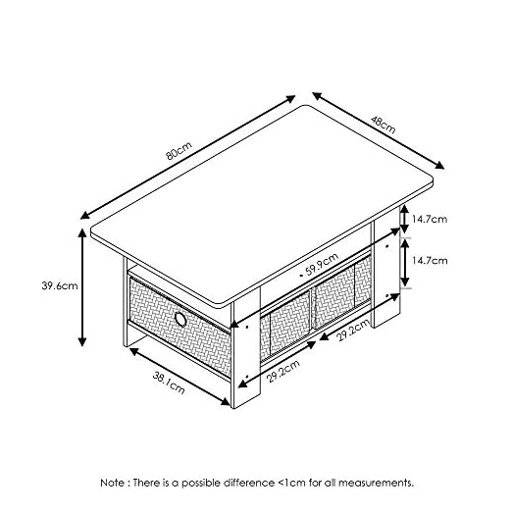 80cm
48cm
14.7cm
14.7cm
39.6cm
* 59.9cm
29.2cm
29.2cm
38.1cm
Note : There is a possible difference <1cm for all measurements.